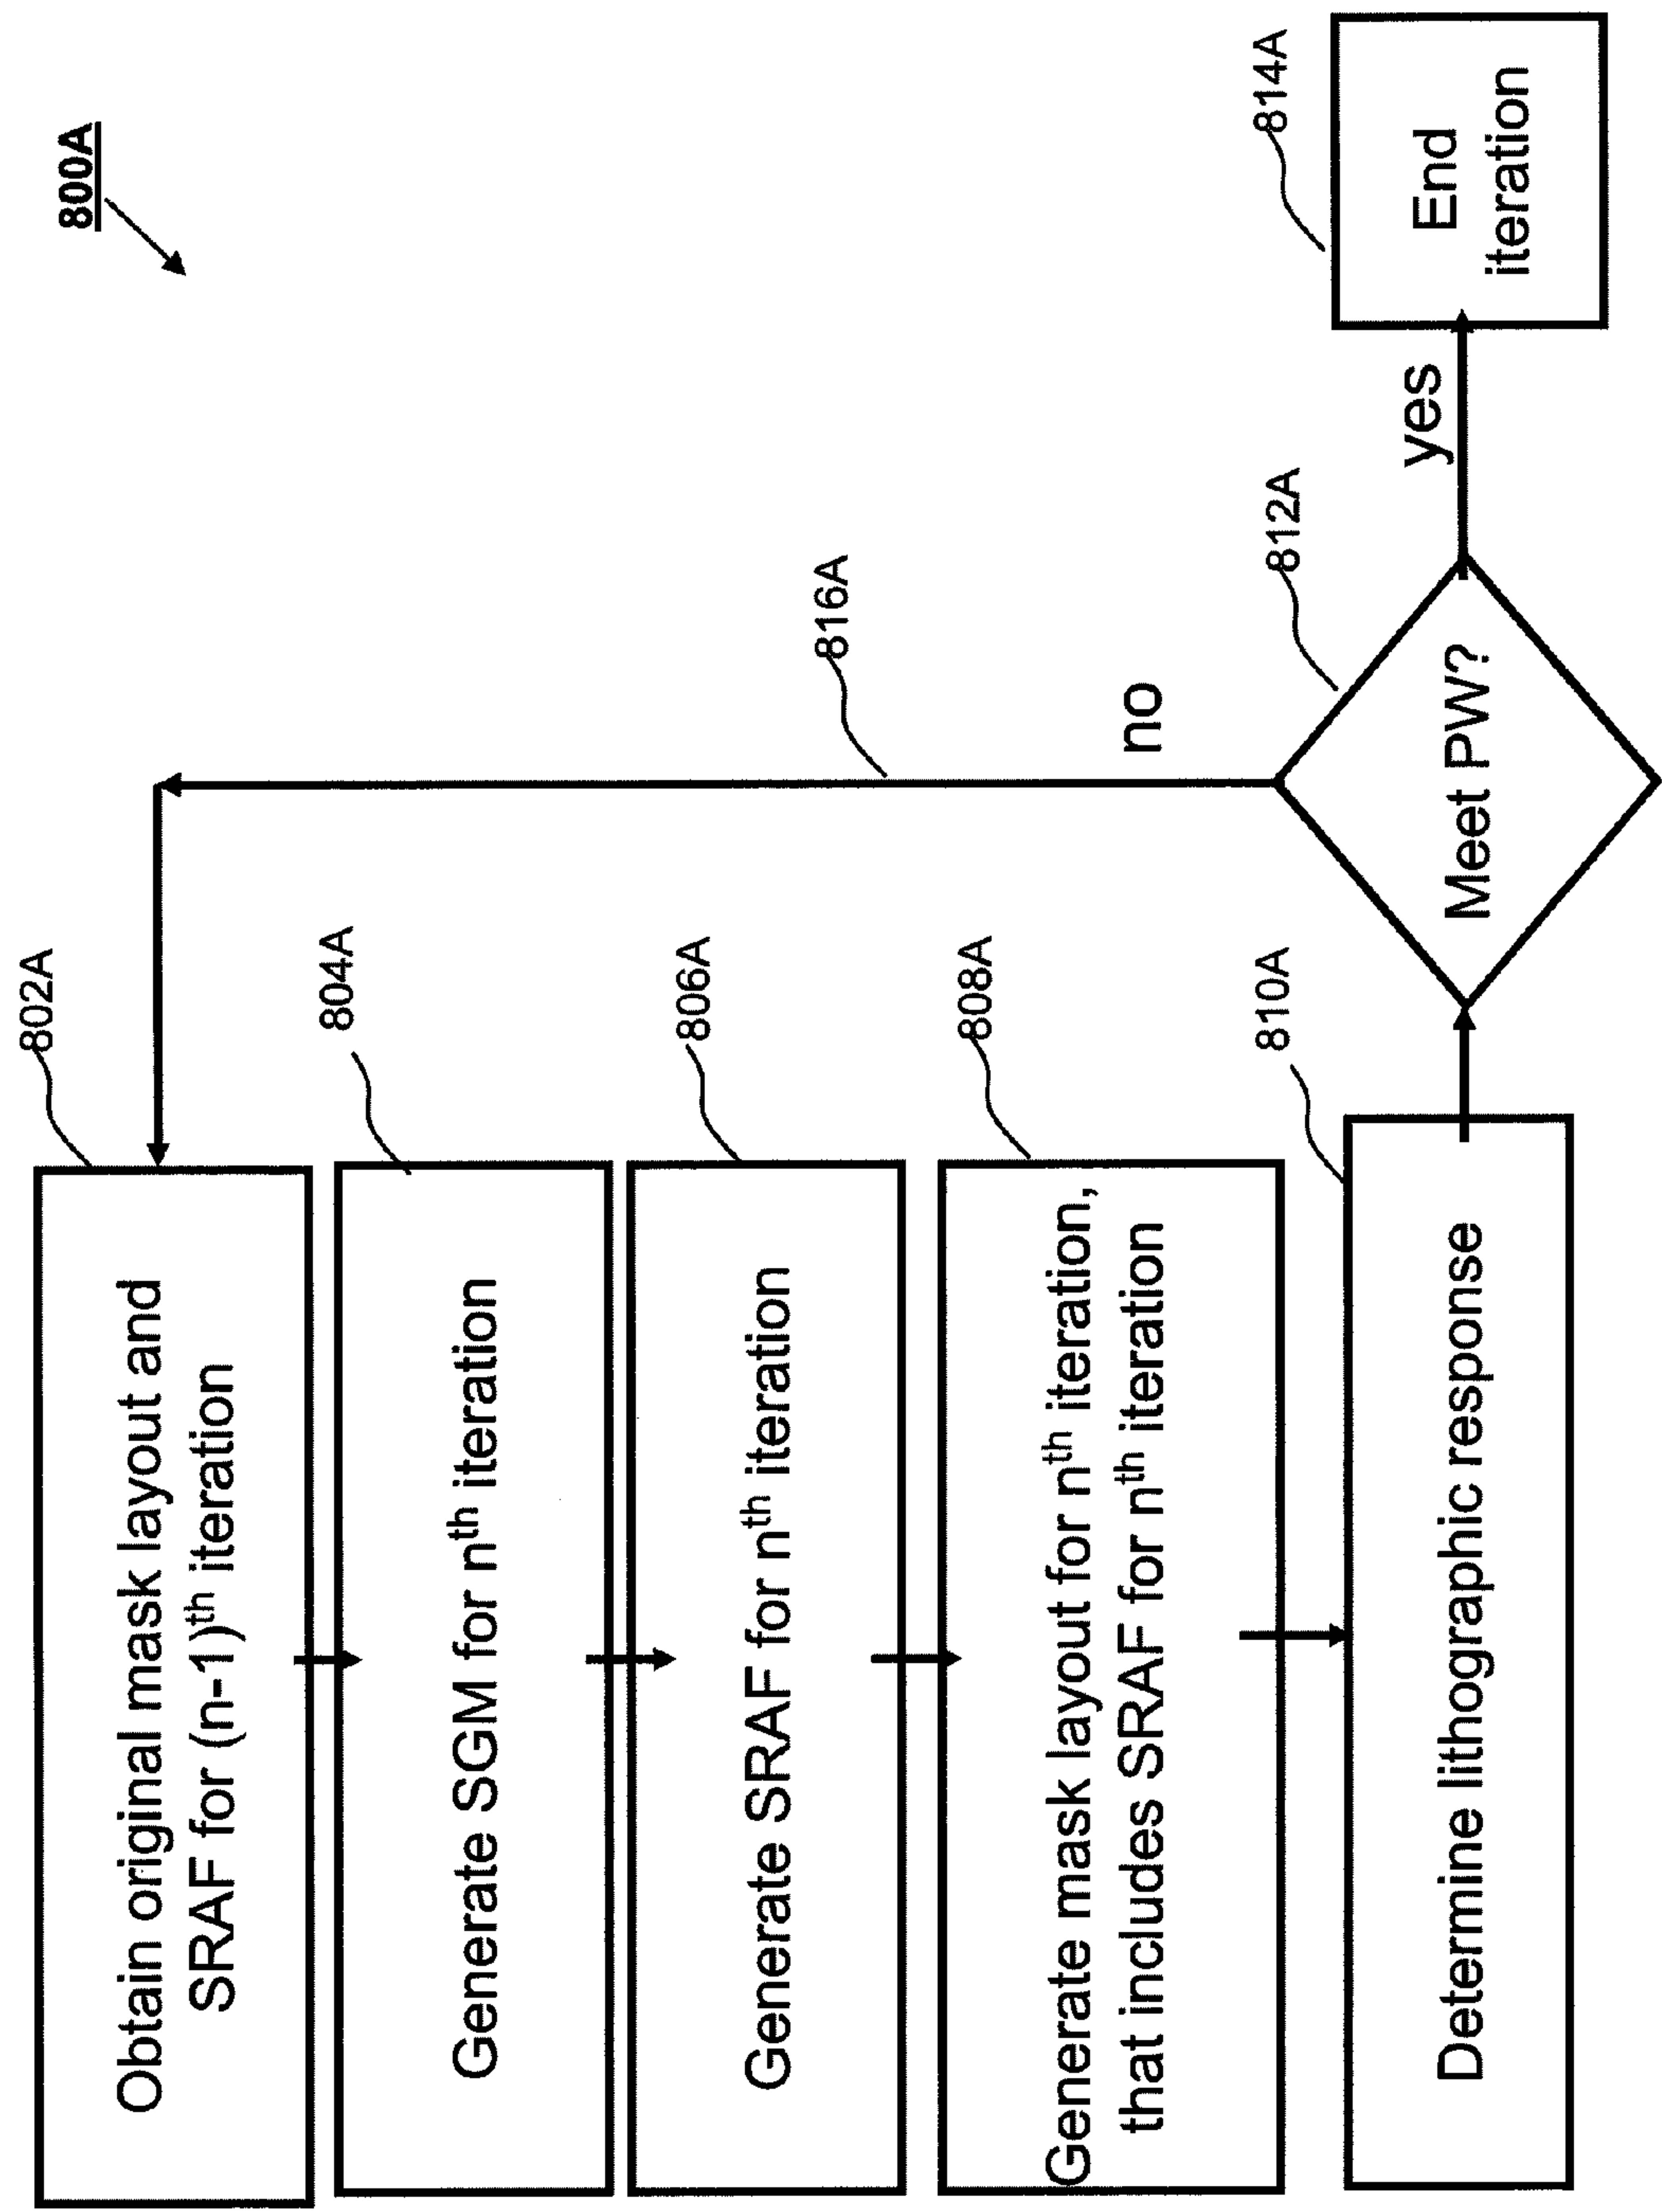 800A
802A
Obtain original mask layout and
SRAF for (n-1)th iteration
804A
Generate SGM for nth iteration
806A
Generate SRAF for nth iteration
808A
Generate mask layout for nth iteration,
that includes SRAF for nth iteration
810A
Determine lithographic response
812A
Meet PW?
816A
no
yes
814A
End
iteration